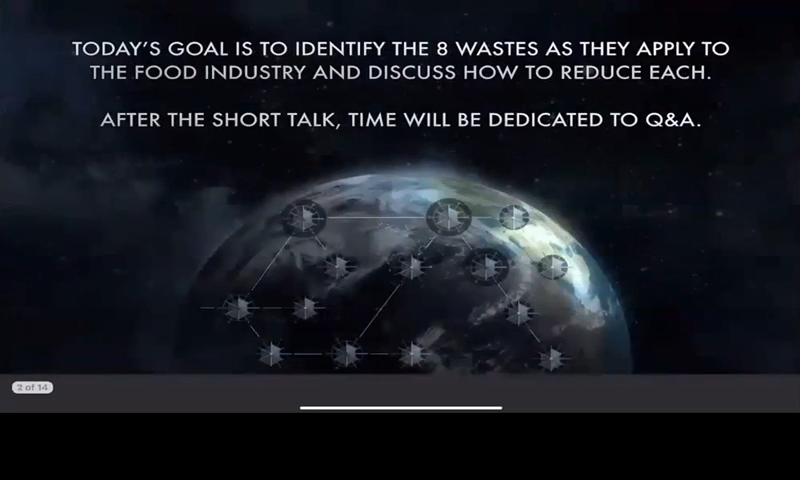 TODAY'S GOAL IS TO IDENTIFY THE 8 WASTES AS THEY APPLY TO
THE FOOD INDUSTRY AND DISCUSS HOW TO REDUCE EACH.
AFTER THE SHORT TALK, TIME WILL BE DEDICATED TO Q&A.
2 of 14